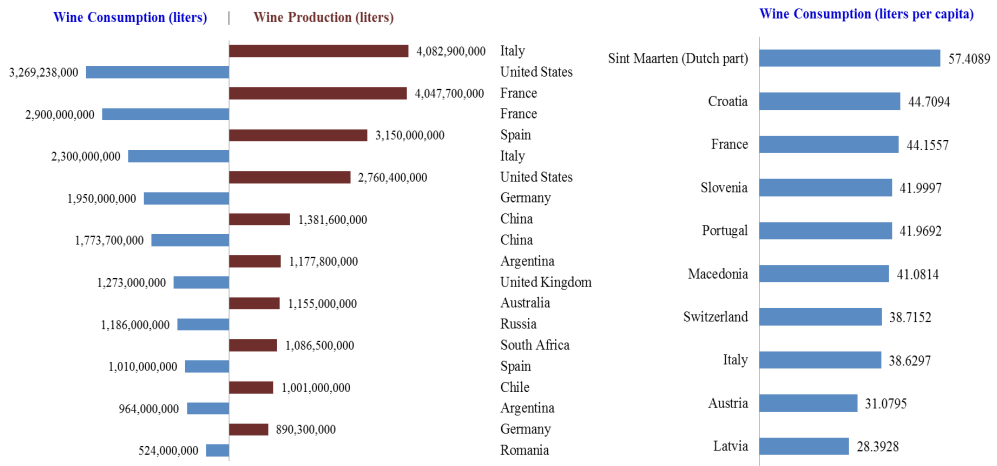 Wine Consumption (liters) | Wine Production (liters)
4,082,900,000 Italy
3,269,238,000 United States
4,047,700,000 France
2,900,000,000 France
3,150,000,000 Spain
2,300,000,000 Italy
2,760,400,000 United States
1,950,000,000 Germany
1,381,600,000 China
1,773,700,000 China
1,177,800,000 Argentina
1,273,000,000 United Kingdom
1,155,000,000 Australia
1,186,000,000 Russia
1,086,500,000 South Africa
1,010,000,000 Spain
1,001,000,000 Chile
964,000,000 Argentina
890,300,000 Germany
524,000,000 Romania
Wine Consumption (liters per capita)
Sint Maarten (Dutch part) 57.4089
Croatia 44.7094
France 44.1557
Slovenia 41.9997
Portugal 41.9692
Macedonia 41.0814
Switzerland 38.7152
Italy 38.6297
Austria 31.0795
Latvia 28.3928